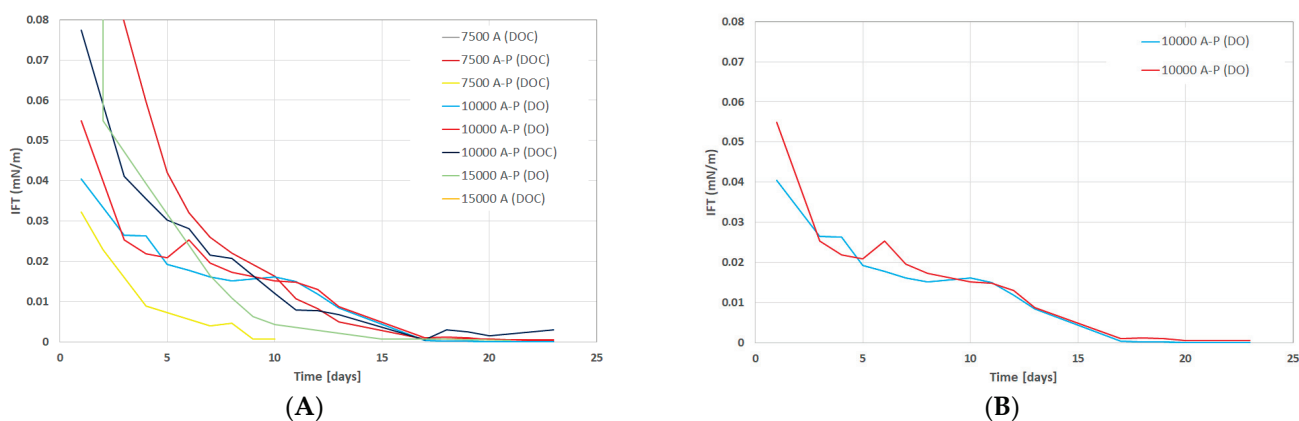 0.08
0.07
0.06
0.05
0.04
0.03
0.02
0.01
0
IFT (mN/m)
0 5 10 15 20 25
Time [days]
7500 A (DOC)
7500 A-P (DOC)
7500 A-P (DOC)
10000 A-P (DO)
10000 A-P (DO)
10000 A-P (DOC)
15000 A-P (DO)
15000 A (DOC)
(A)
0.08
0.07
0.06
0.05
0.04
0.03
0.02
0.01
0
IFT (mN/m)
0 5 10 15 20 25
Time [days]
10000 A-P (DO)
10000 A-P (DO)
(B)